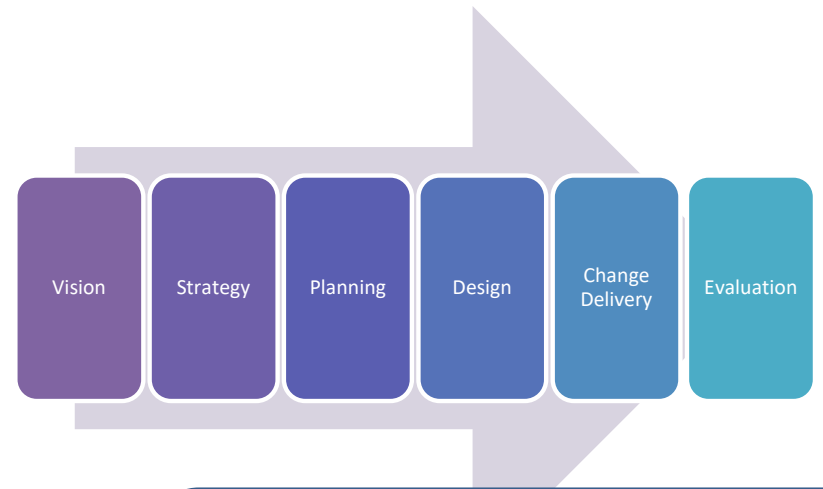 Vision
Strategy
Planning
Design
Change
Delivery
Evaluation